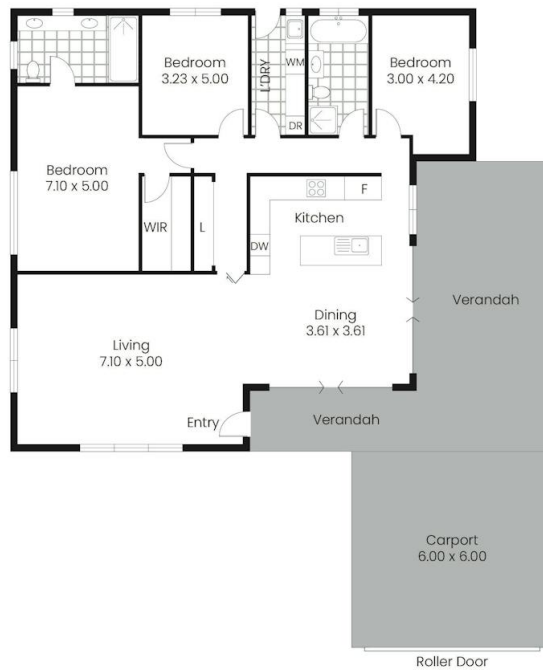 Bedroom
3.23 x 5.00
L'DRY
WM
DR
Bedroom
3.00 x 4.20
Bedroom
7.10 x 5.00
WIR
L
F
Kitchen
DW
Verandah
Dining
3.61 x 3.61
Living
7.10 x 5.00
Entry
Verandah
Carport
6.00 x 6.00
Roller Door